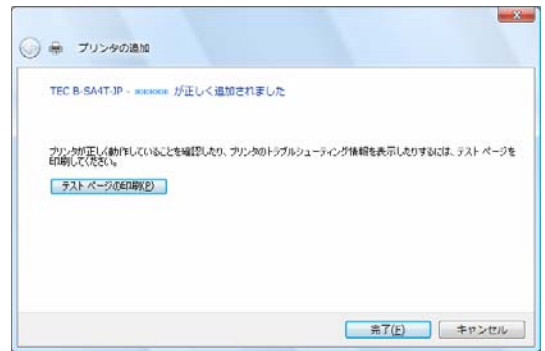 プリンタの追加
TEC B-SA4T-JP - が正しく追加されました
プリンタが正しく動作していることを確認したり、プリンタのトラブルシューティング情報を表示したりするには、テスト ページを
印刷してください。
テスト ページの印刷(P)
完了(F)
キャンセル